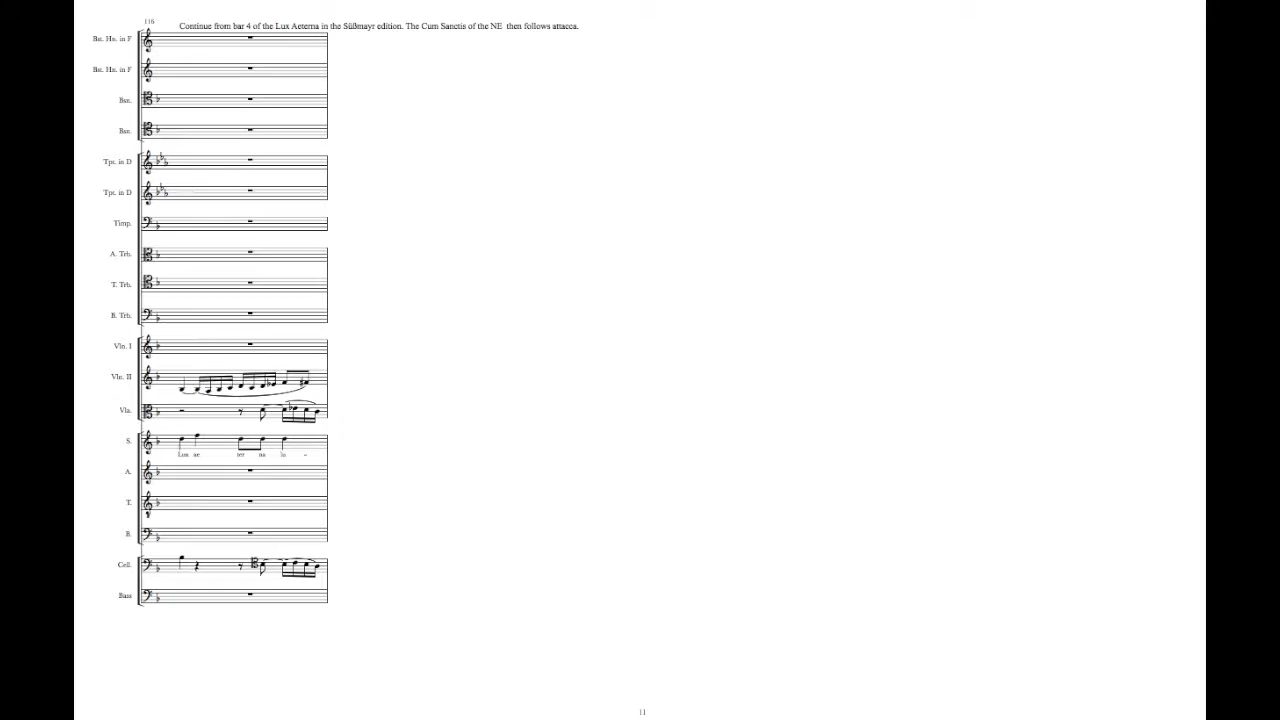 116
Continue from bar 4 of the Lux Aeterna in the Süßmayr edition. The Cum Sanctis of the NE then follows attacca.
Bst. Hn. in F
Bst. Hn. in F
Bsn.
Bsn.
Tpt. in D
Tpt. in D
Timp.
A. Trb.
T. Trb.
B. Trb.
Vln. I
Vln. II
Vla.
S.
Lux ae ter na lu -
A.
T.
B.
Cell.
Bass
11